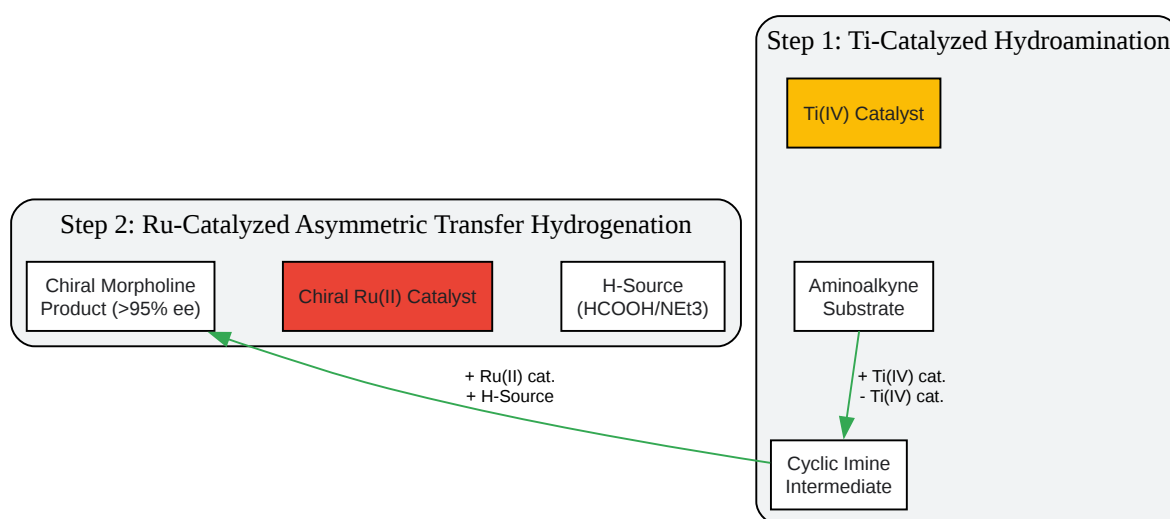 Step 1: Ti-Catalyzed Hydroamination
Ti(IV) Catalyst
Step 2: Ru-Catalyzed Asymmetric Transfer Hydrogenation
Chiral Morpholine
Product (>95% ee)
Chiral Ru(II) Catalyst
H-Source
(HCOOH/NEt3)
Aminoalkyne
Substrate
+ Ru(II) cat.
+ H-Source
+ Ti(IV) cat.
- Ti(IV) cat.
Cyclic Imine
Intermediate